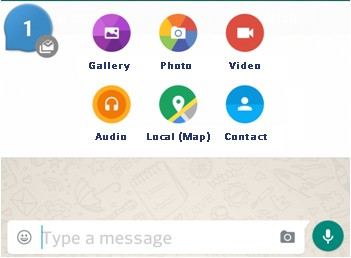 1
Gallery Photo Video
Audio Local (Map) Contact
Type a message